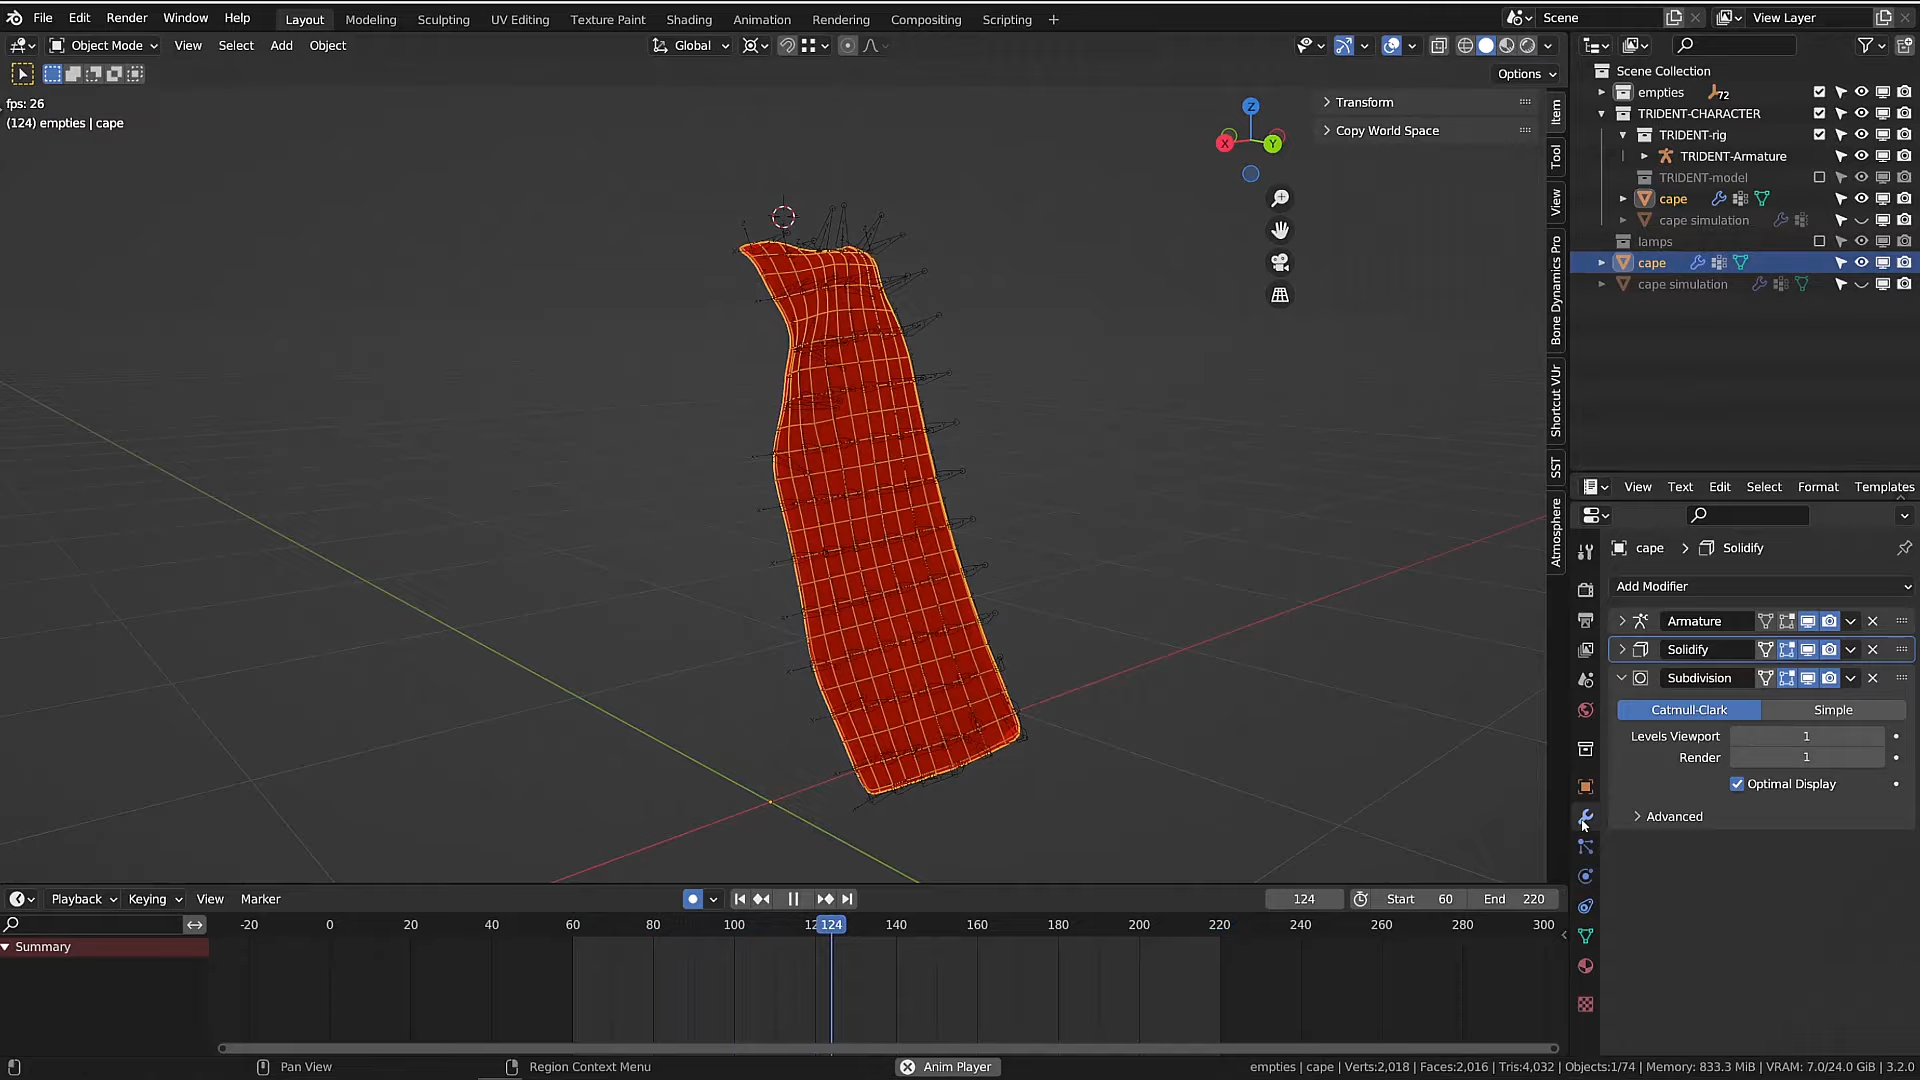 File Edit Render Window Help Layout Modeling Sculpting UV Editing Texture Paint Shading Animation Rendering Compositing Scripting + Scene View Layer
Object Mode View Select Add Object Global
Options
fps: 26
(124) empties | cape
Z
X
Y
Transform
Copy World Space
Item
Tool
View
Bone Dynamics Pro
Shortcut VUr
SST
Atmosphere
Scene Collection
empties 72
TRIDENT-CHARACTER
TRIDENT-rig
TRIDENT-Armature
TRIDENT-model
cape
cape simulation
lamps
cape
cape simulation
View Text Edit Select Format Templates
cape > Solidify
Add Modifier
Armature
Solidify
Subdivision
Catmull-Clark Simple
Levels Viewport 1
Render 1
Optimal Display
Advanced
Playback Keying View Marker 124 Start 60 End 220
-20 0 20 40 60 80 100 12 124 140 160 180 200 220 240 260 280 300
Summary
Pan View Region Context Menu Anim Player empties | cape | Verts:2,018 | Faces:2,016 | Tris:4,032 | Objects:1/74 | Memory: 833.3 MiB | VRAM: 7.0/24.0 GiB | 3.2.0